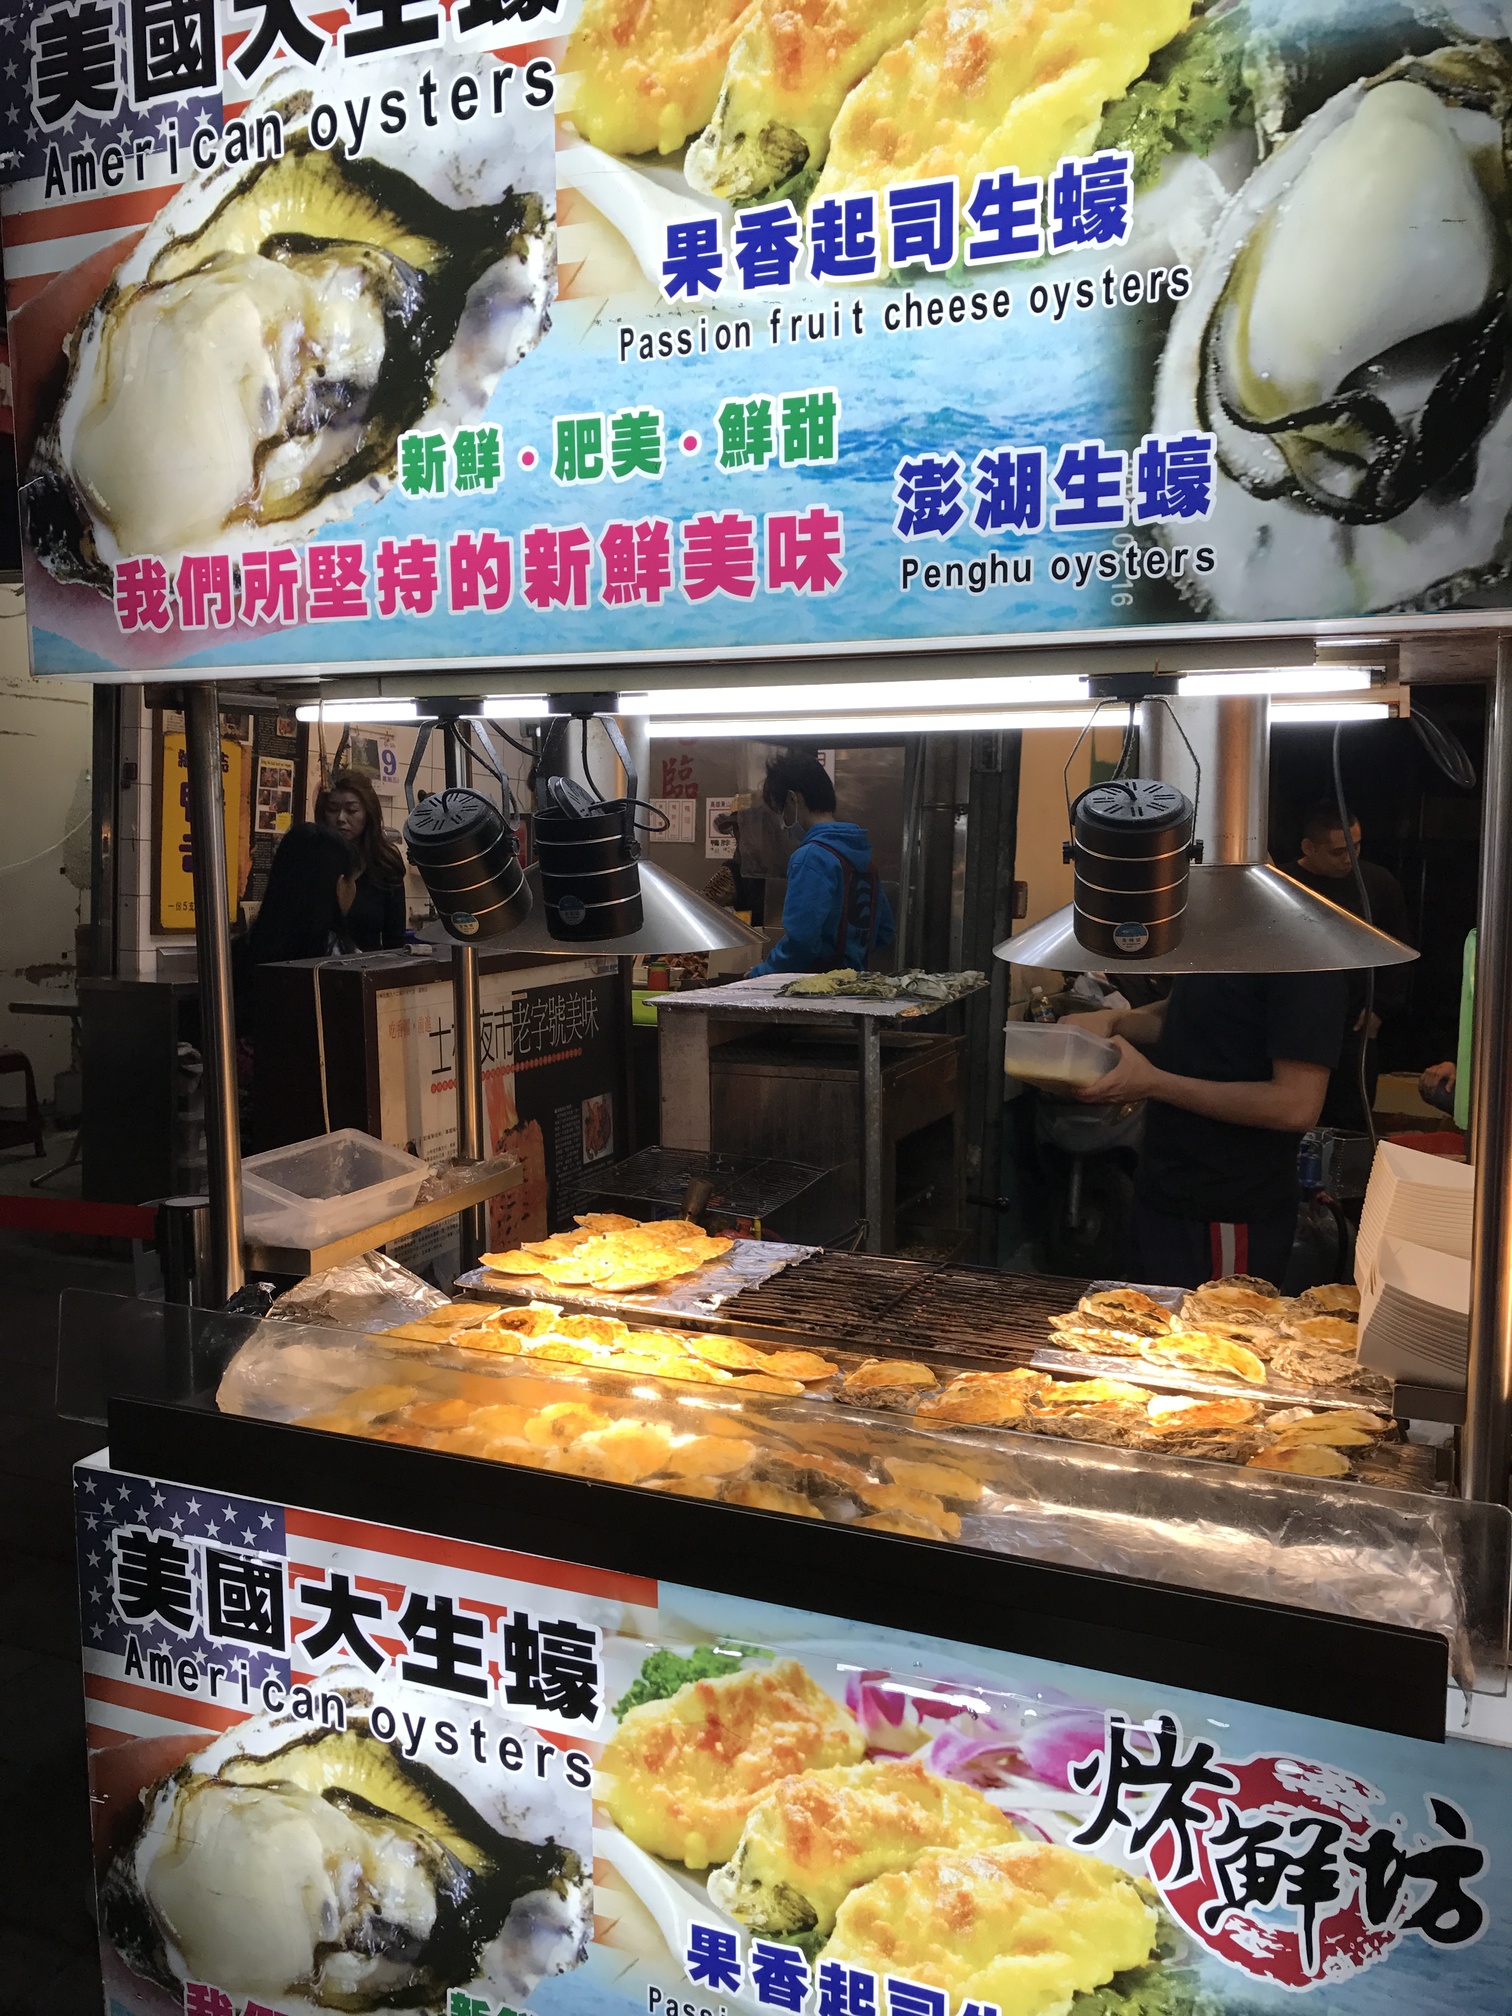 美國大生蠔
American oysters
果香起司生蠔
Passion fruit cheese oysters
新鮮・肥美・鮮甜
我們所堅持的新鮮美味
澎湖生蠔
Penghu oysters
9
臨
士林夜市老字號美味
美國大生蠔
American oysters
烤鮮坊
果香起司